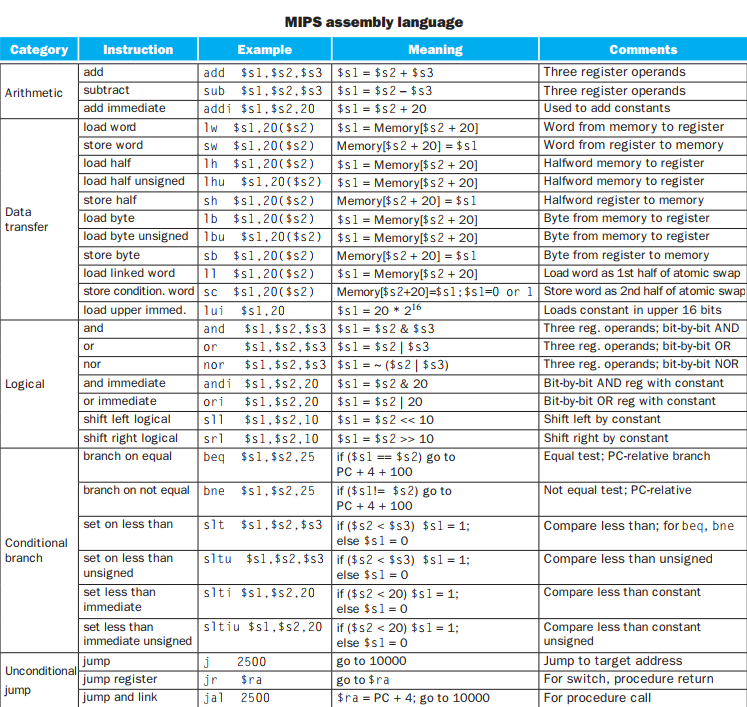 MIPS assembly language
Category Instruction Example Meaning Comments
Arithmetic
add add $s1,$s2,$s3 $s1 = $s2 + $s3 Three register operands
subtract sub $s1,$s2,$s3 $s1 = $s2 – $s3 Three register operands
add immediate addi $s1,$s2,20 $s1 = $s2 + 20 Used to add constants
Data
transfer
load word lw $s1,20($s2) $s1 = Memory[$s2 + 20] Word from memory to register
store word sw $s1,20($s2) Memory[$s2 + 20] = $s1 Word from register to memory
load half lh $s1,20($s2) $s1 = Memory[$s2 + 20] Halfword memory to register
load half unsigned lhu $s1,20($s2) $s1 = Memory[$s2 + 20] Halfword memory to register
store half sh $s1,20($s2) Memory[$s2 + 20] = $s1 Halfword register to memory
load byte lb $s1,20($s2) $s1 = Memory[$s2 + 20] Byte from memory to register
load byte unsigned lbu $s1,20($s2) $s1 = Memory[$s2 + 20] Byte from memory to register
store byte sb $s1,20($s2) Memory[$s2 + 20] = $s1 Byte from register to memory
load linked word ll $s1,20($s2) $s1 = Memory[$s2 + 20] Load word as 1st half of atomic swap
store condition. word sc $s1,20($s2) Memory[$s2+20]=$s1;$s1=0 or 1 Store word as 2nd half of atomic swap
load upper immed. lui $s1,20 $s1 = 20 * 2¹⁶ Loads constant in upper 16 bits
Logical
and and $s1,$s2,$s3 $s1 = $s2 & $s3 Three reg. operands; bit-by-bit AND
or or $s1,$s2,$s3 $s1 = $s2 | $s3 Three reg. operands; bit-by-bit OR
nor nor $s1,$s2,$s3 $s1 = ~ ($s2 | $s3) Three reg. operands; bit-by-bit NOR
and immediate andi $s1,$s2,20 $s1 = $s2 & 20 Bit-by-bit AND reg with constant
or immediate ori $s1,$s2,20 $s1 = $s2 | 20 Bit-by-bit OR reg with constant
shift left logical sll $s1,$s2,10 $s1 = $s2 << 10 Shift left by constant
shift right logical srl $s1,$s2,10 $s1 = $s2 >> 10 Shift right by constant
Conditional
branch
branch on equal beq $s1,$s2,25 if ($s1 == $s2) go to
PC + 4 + 100
Equal test; PC-relative branch
branch on not equal bne $s1,$s2,25 if ($s1!= $s2) go to
PC + 4 + 100
Not equal test; PC-relative
set on less than slt $s1,$s2,$s3 if ($s2 < $s3) $s1 = 1;
else $s1 = 0
Compare less than; for beq, bne
set on less than
unsigned
sltu $s1,$s2,$s3 if ($s2 < $s3) $s1 = 1;
else $s1 = 0
Compare less than unsigned
set less than
immediate
slti $s1,$s2,20 if ($s2 < 20) $s1 = 1;
else $s1 = 0
Compare less than constant
set less than
immediate unsigned
sltiu $s1,$s2,20 if ($s2 < 20) $s1 = 1;
else $s1 = 0
Compare less than constant
unsigned
Unconditional
jump
jump j 2500 go to 10000 Jump to target address
jump register jr $ra go to $ra For switch, procedure return
jump and link jal 2500 $ra = PC + 4; go to 10000 For procedure call